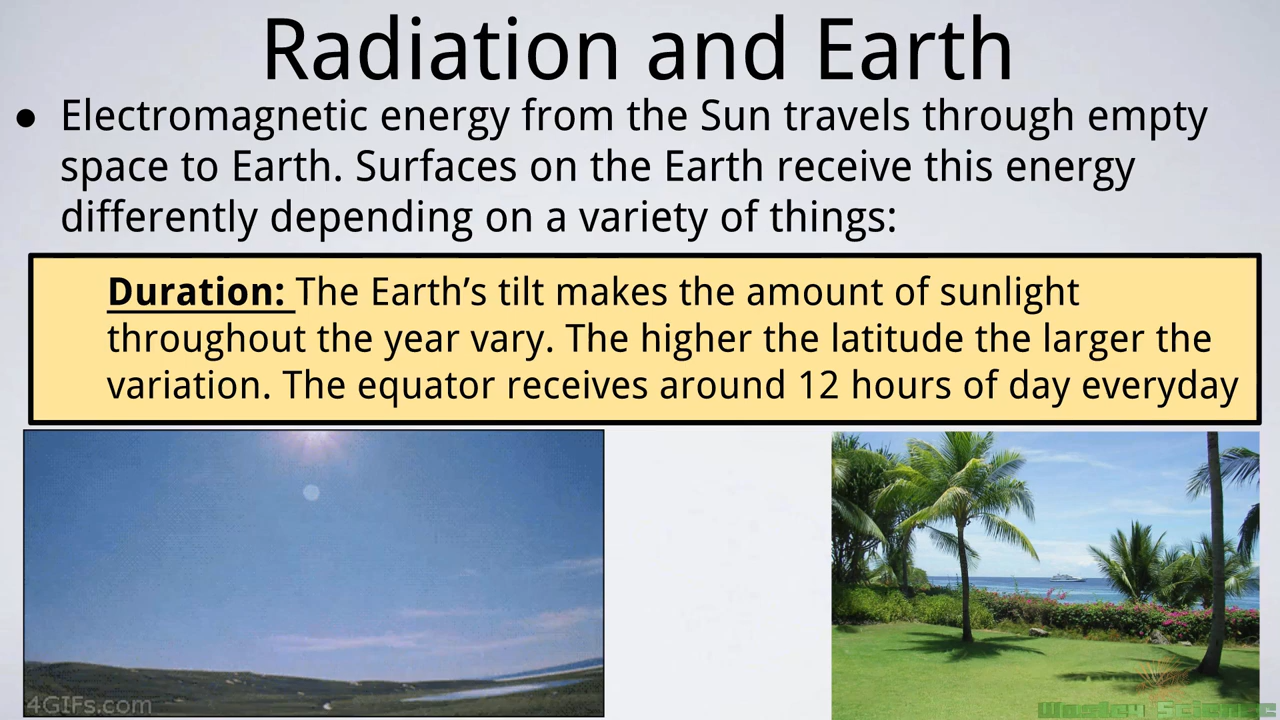 Radiation and Earth
● Electromagnetic energy from the Sun travels through empty
space to Earth. Surfaces on the Earth receive this energy
differently depending on a variety of things:
Duration: The Earth’s tilt makes the amount of sunlight
throughout the year vary. The higher the latitude the larger the
variation. The equator receives around 12 hours of day everyday
4GIFs.com
Wasley Science